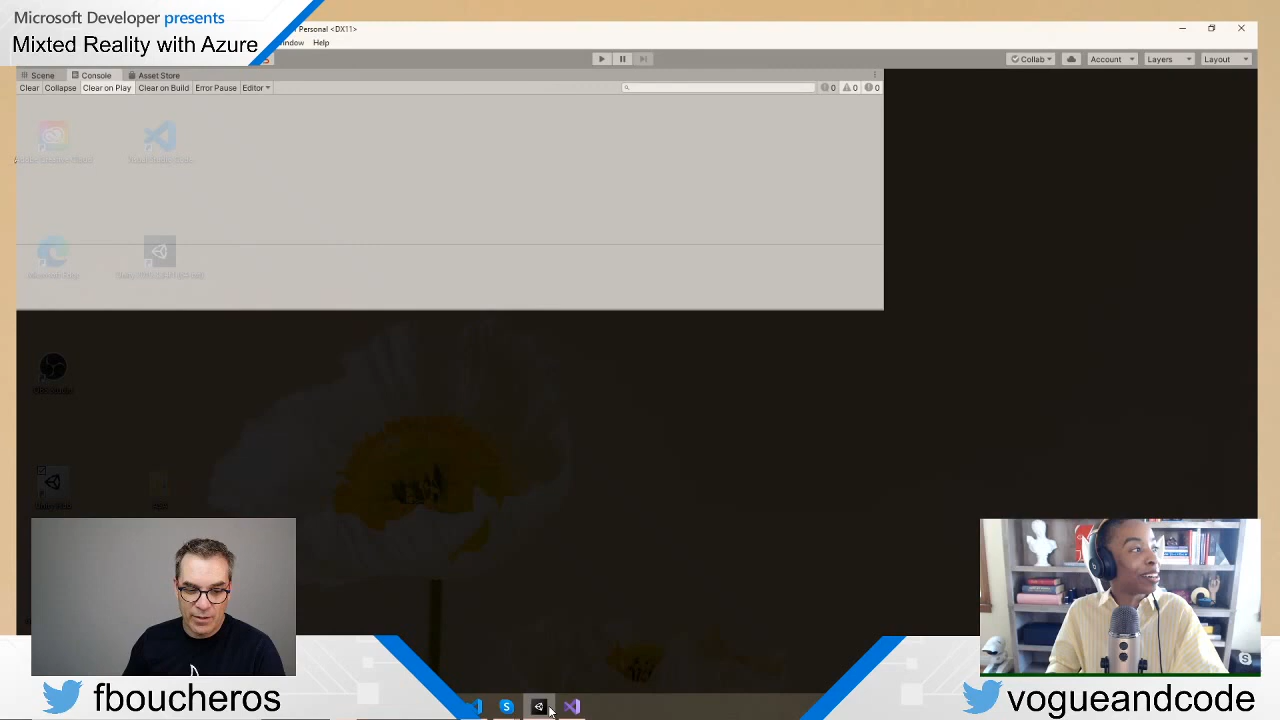 Microsoft Developer presents
Mixted Reality with Azure
Personal <DX11>
Help
Collab
Account
Layers
Layout
Scene
Console
Asset Store
Clear
Collapse
Clear on Play
Clear on Build
Error Pause
Editor
0
0
0
fboucheros
vogueandcode